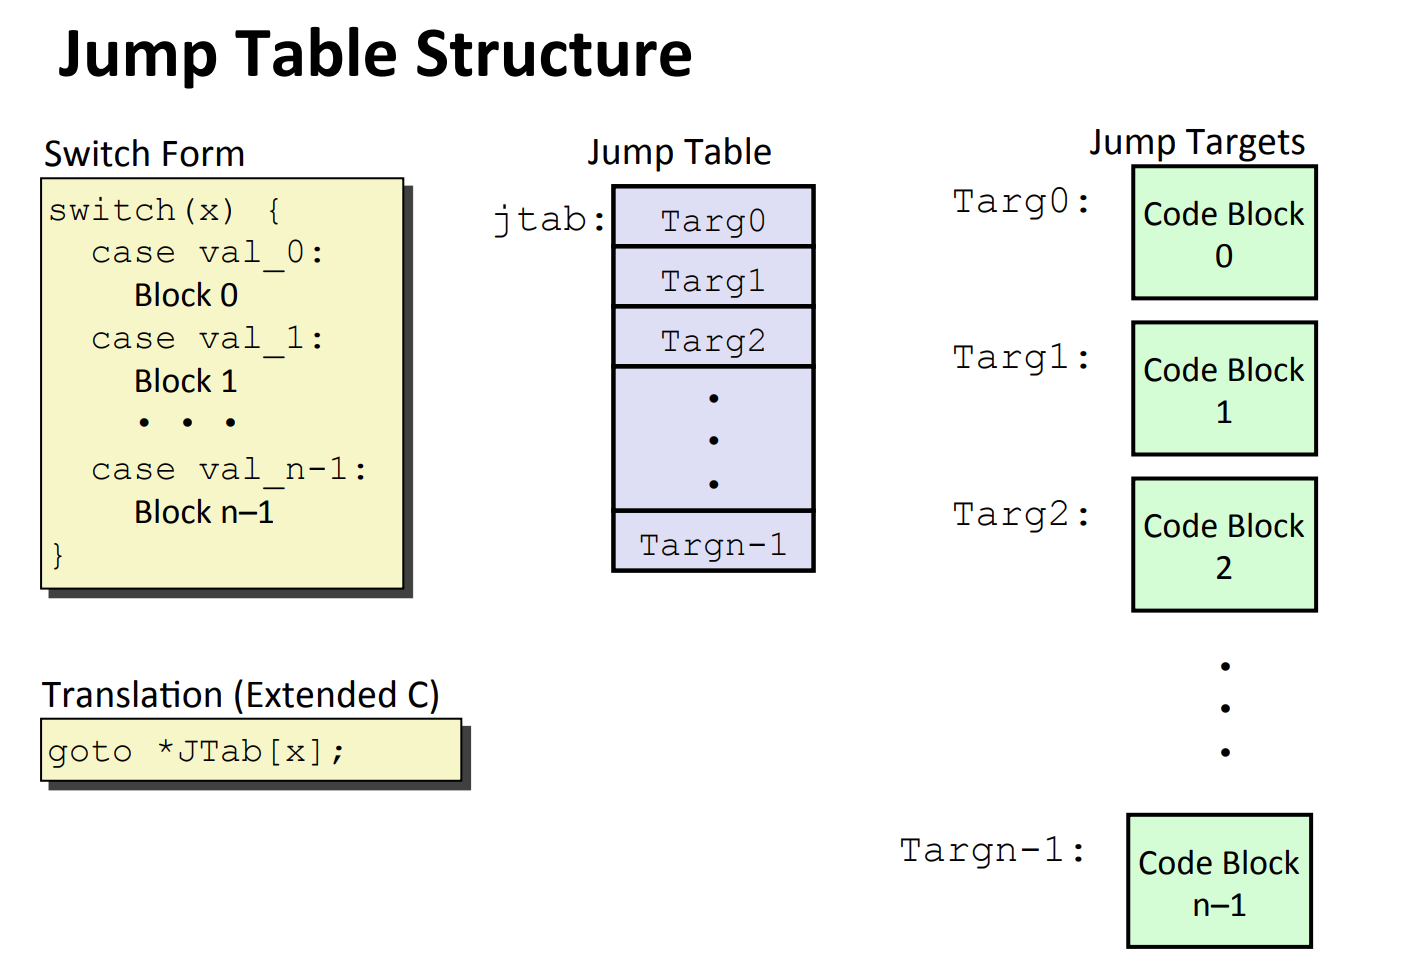 Jump Table Structure
Switch Form
switch(x) {
case val_0:
Block 0
case val_1:
Block 1
• • •
case val_n-1:
Block n–1
}
Translation (Extended C)
goto *JTab[x];
Jump Table
jtab:
Targ0
Targ1
Targ2
•
•
•
Targn-1
Jump Targets
Targ0:
Code Block
0
Targ1:
Code Block
1
Targ2:
Code Block
2
•
•
•
Targn-1:
Code Block
n–1